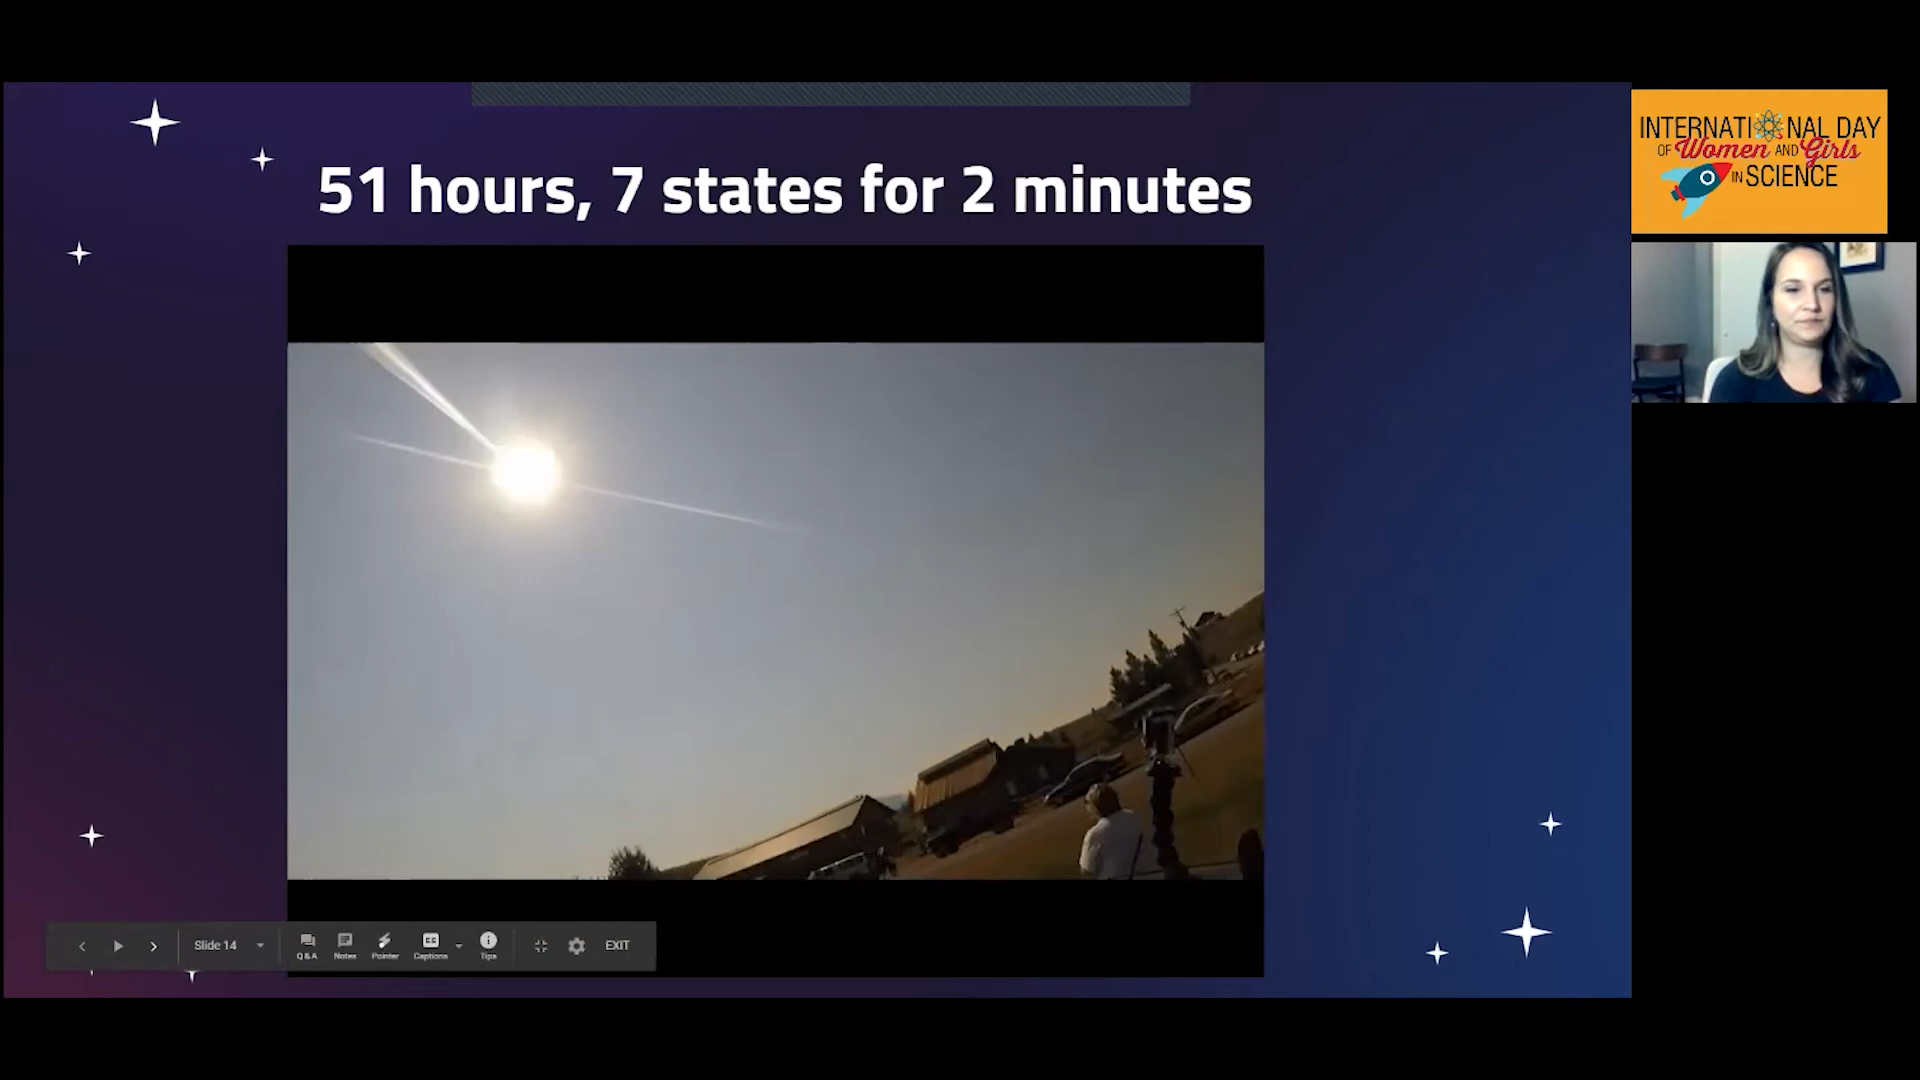 51 hours, 7 states for 2 minutes
INTERNATIONAL DAY
OF Women AND Girls
IN SCIENCE
Slide 14
Q&A
Notes
Pointer
Captions
Tips
EXIT